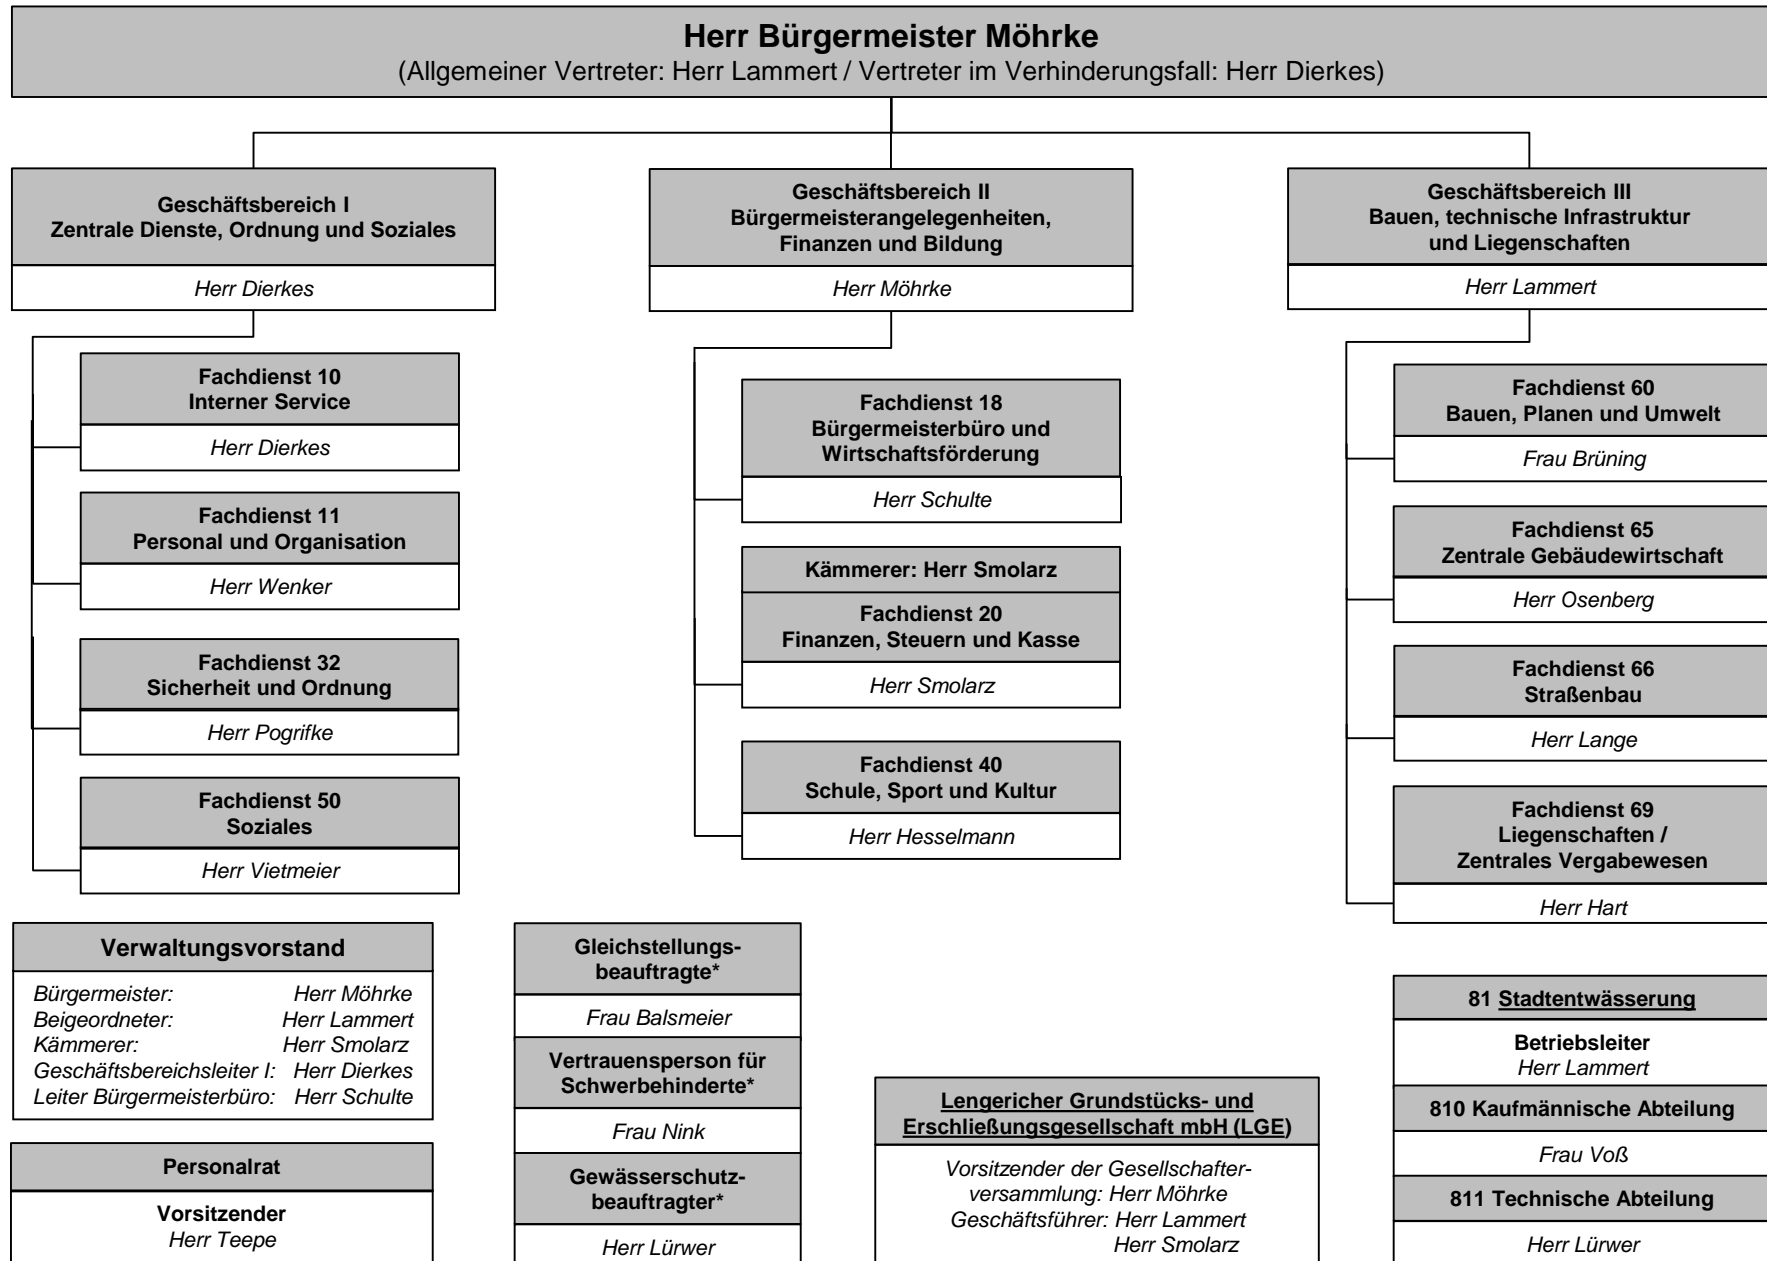 Herr Bürgermeister Möhrke
(Allgemeiner Vertreter: Herr Lammert / Vertreter im Verhinderungsfall: Herr Dierkes)
Geschäftsbereich I
Zentrale Dienste, Ordnung und Soziales
Herr Dierkes
Fachdienst 10
Interner Service
Herr Dierkes
Fachdienst 11
Personal und Organisation
Herr Wenker
Fachdienst 32
Sicherheit und Ordnung
Herr Pogrifke
Fachdienst 50
Soziales
Herr Vietmeier
Geschäftsbereich II
Bürgermeisterangelegenheiten,
Finanzen und Bildung
Herr Möhrke
Fachdienst 18
Bürgermeisterbüro und
Wirtschaftsförderung
Herr Schulte
Kämmerer: Herr Smolarz
Fachdienst 20
Finanzen, Steuern und Kasse
Herr Smolarz
Fachdienst 40
Schule, Sport und Kultur
Herr Hesselmann
Geschäftsbereich III
Bauen, technische Infrastruktur
und Liegenschaften
Herr Lammert
Fachdienst 60
Bauen, Planen und Umwelt
Frau Brüning
Fachdienst 65
Zentrale Gebäudewirtschaft
Herr Osenberg
Fachdienst 66
Straßenbau
Herr Lange
Fachdienst 69
Liegenschaften /
Zentrales Vergabewesen
Herr Hart
Verwaltungsvorstand
Bürgermeister: Herr Möhrke
Beigeordneter: Herr Lammert
Kämmerer: Herr Smolarz
Geschäftsbereichsleiter I: Herr Dierkes
Leiter Bürgermeisterbüro: Herr Schulte
Personalrat
Vorsitzender
Herr Teepe
Gleichstellungs-
beauftragte*
Frau Balsmeier
Vertrauensperson für
Schwerbehinderte*
Frau Nink
Gewässerschutz-
beauftragter*
Herr Lürwer
Lengericher Grundstücks- und
Erschließungsgesellschaft mbH (LGE)
Vorsitzender der Gesellschafter-
versammlung: Herr Möhrke
Geschäftsführer: Herr Lammert
Herr Smolarz
81 Stadtentwässerung
Betriebsleiter
Herr Lammert
810 Kaufmännische Abteilung
Frau Voß
811 Technische Abteilung
Herr Lürwer